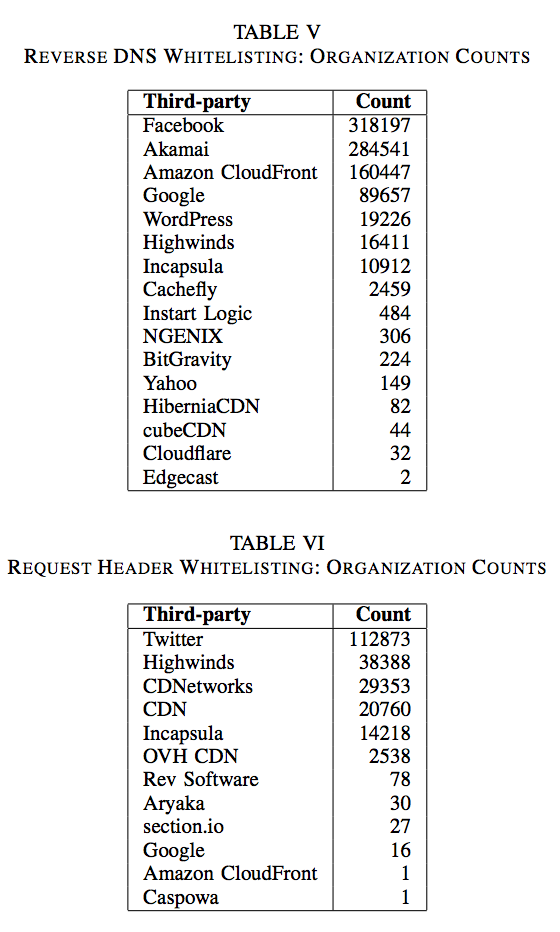 TABLE V
REVERSE DNS WHITELISTING: ORGANIZATION COUNTS
Third-party Count
Facebook 318197
Akamai 284541
Amazon CloudFront 160447
Google 89657
WordPress 19226
Highwinds 16411
Incapsula 10912
Cachefly 2459
Instart Logic 484
NGENIX 306
BitGravity 224
Yahoo 149
HiberniaCDN 82
cubeCDN 44
Cloudflare 32
Edgecast 2
TABLE VI
REQUEST HEADER WHITELISTING: ORGANIZATION COUNTS
Third-party Count
Twitter 112873
Highwinds 38388
CDNetworks 29353
CDN 20760
Incapsula 14218
OVH CDN 2538
Rev Software 78
Aryaka 30
section.io 27
Google 16
Amazon CloudFront 1
Caspowa 1